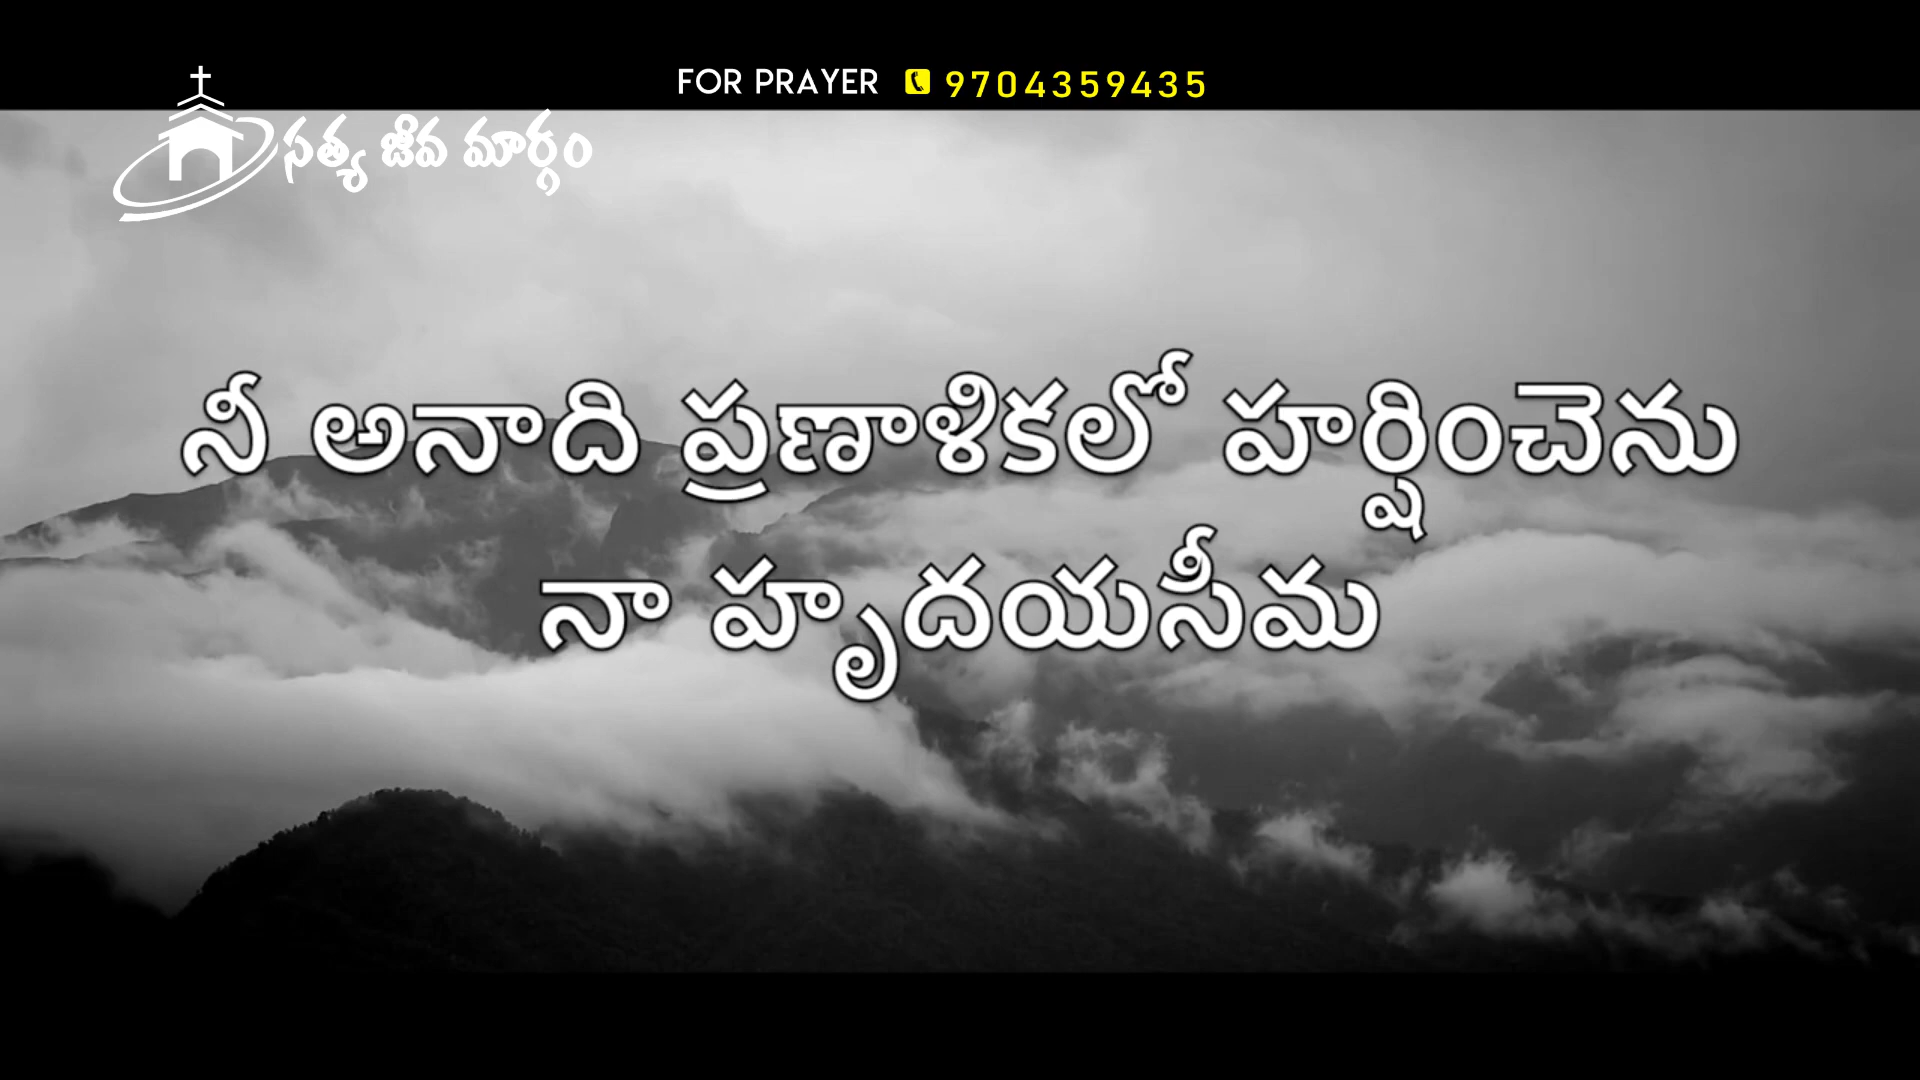 FOR PRAYER 9704359435
సత్య జీవ మార్గం
నీ అనాది ప్రణాళికలో హర్షించెను
నా హృదయసీమ